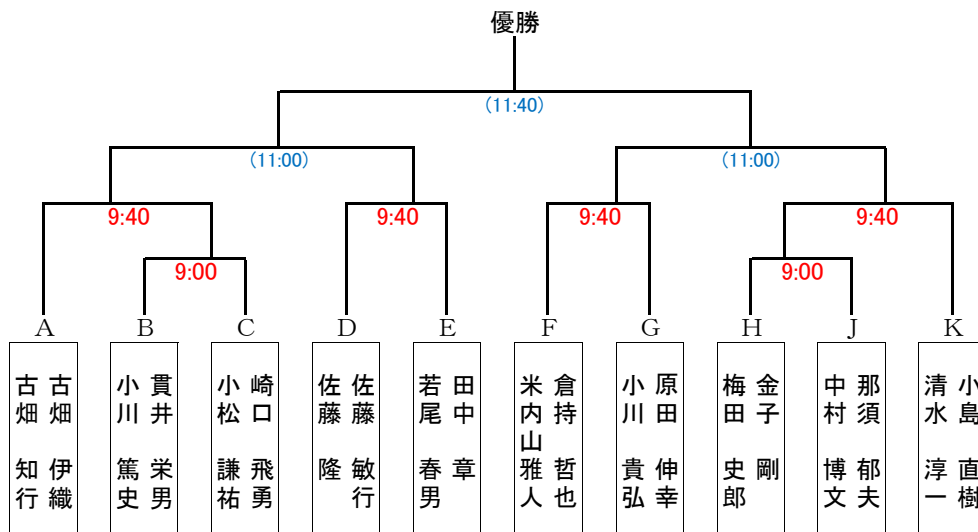 優勝
(11:40)
(11:00)
(11:00)
9:40
9:40
9:40
9:40
9:00
9:00
A
B
C
D
E
F
G
H
J
K
古畑 伊織
古畑 知行
貫井 栄男
小川 篤史
崎口 飛勇
小松 謙祐
佐藤 敏行
佐藤 隆
田中 章
若尾 春男
倉持 哲也
米内山 雅人
原田 伸幸
小川 貴弘
金子 剛
梅田 史郎
那須 郁夫
中村 博文
小島 直樹
清水 淳一